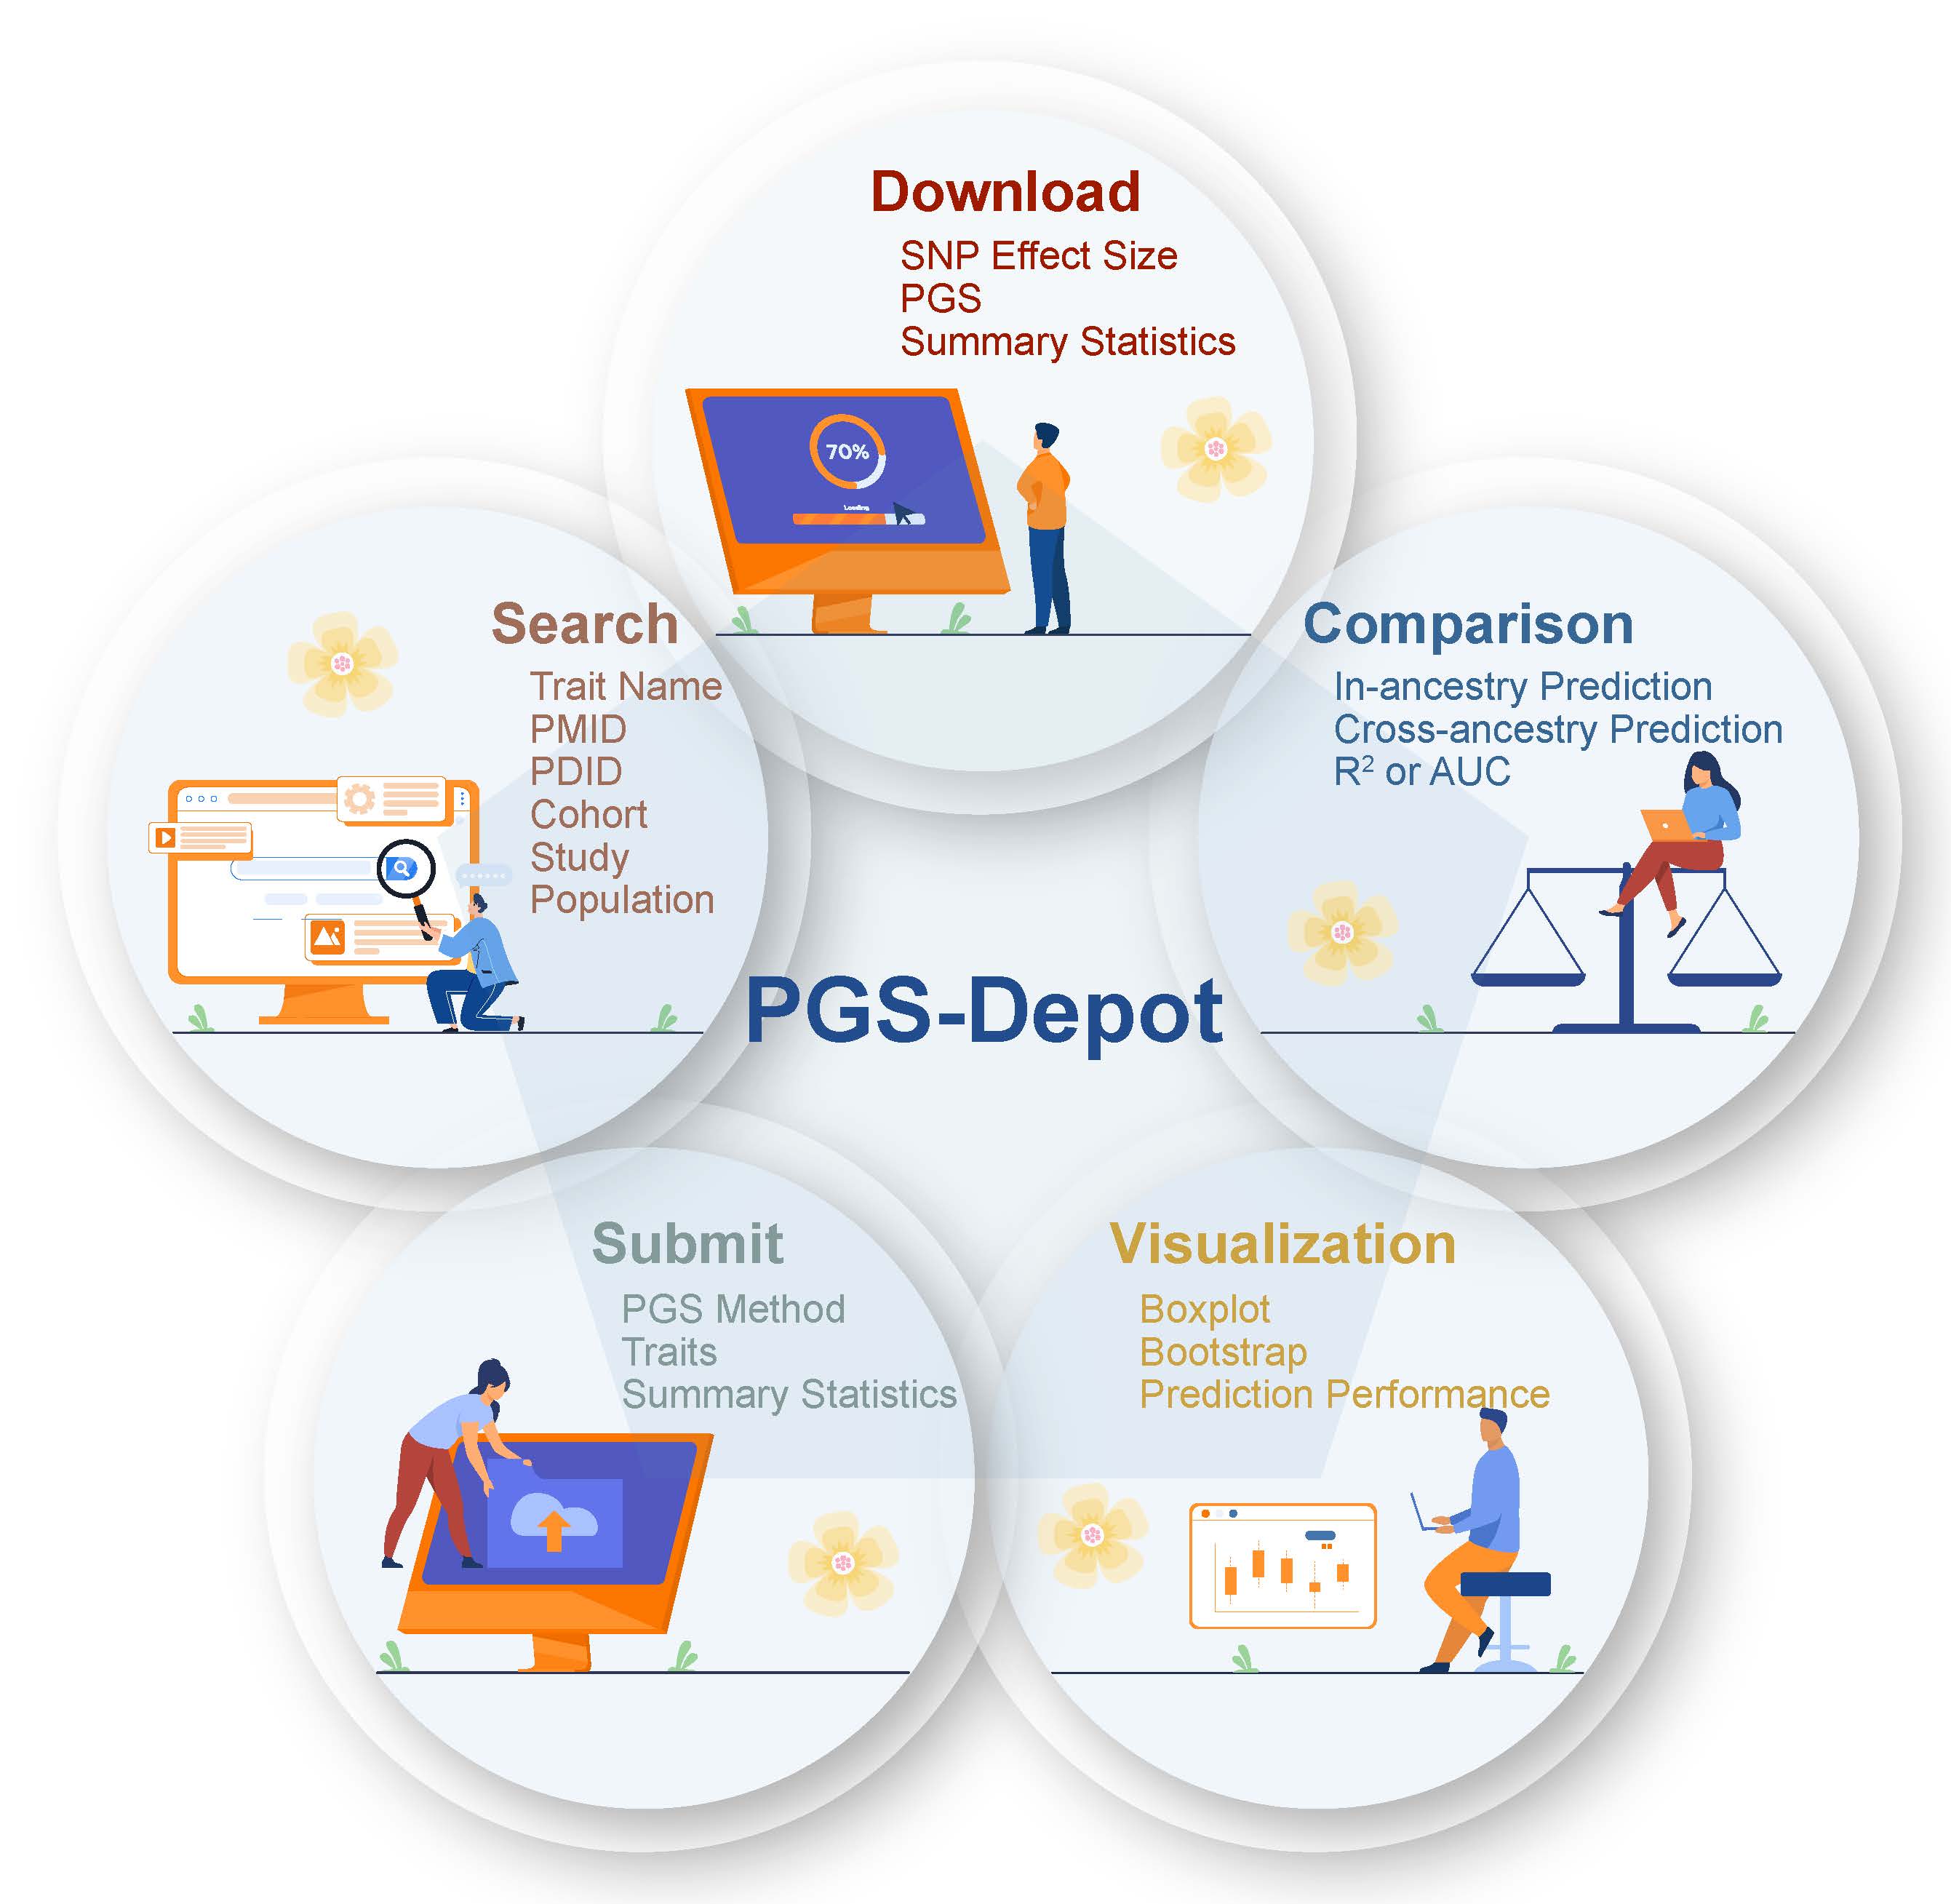 Download
SNP Effect Size
PGS
Summary Statistics
70%
Loading
Search
Trait Name
PMID
PDID
Cohort
Study
Population
Comparison
In-ancestry Prediction
Cross-ancestry Prediction
R² or AUC
PGS-Depot
Submit
PGS Method
Traits
Summary Statistics
Visualization
Boxplot
Bootstrap
Prediction Performance